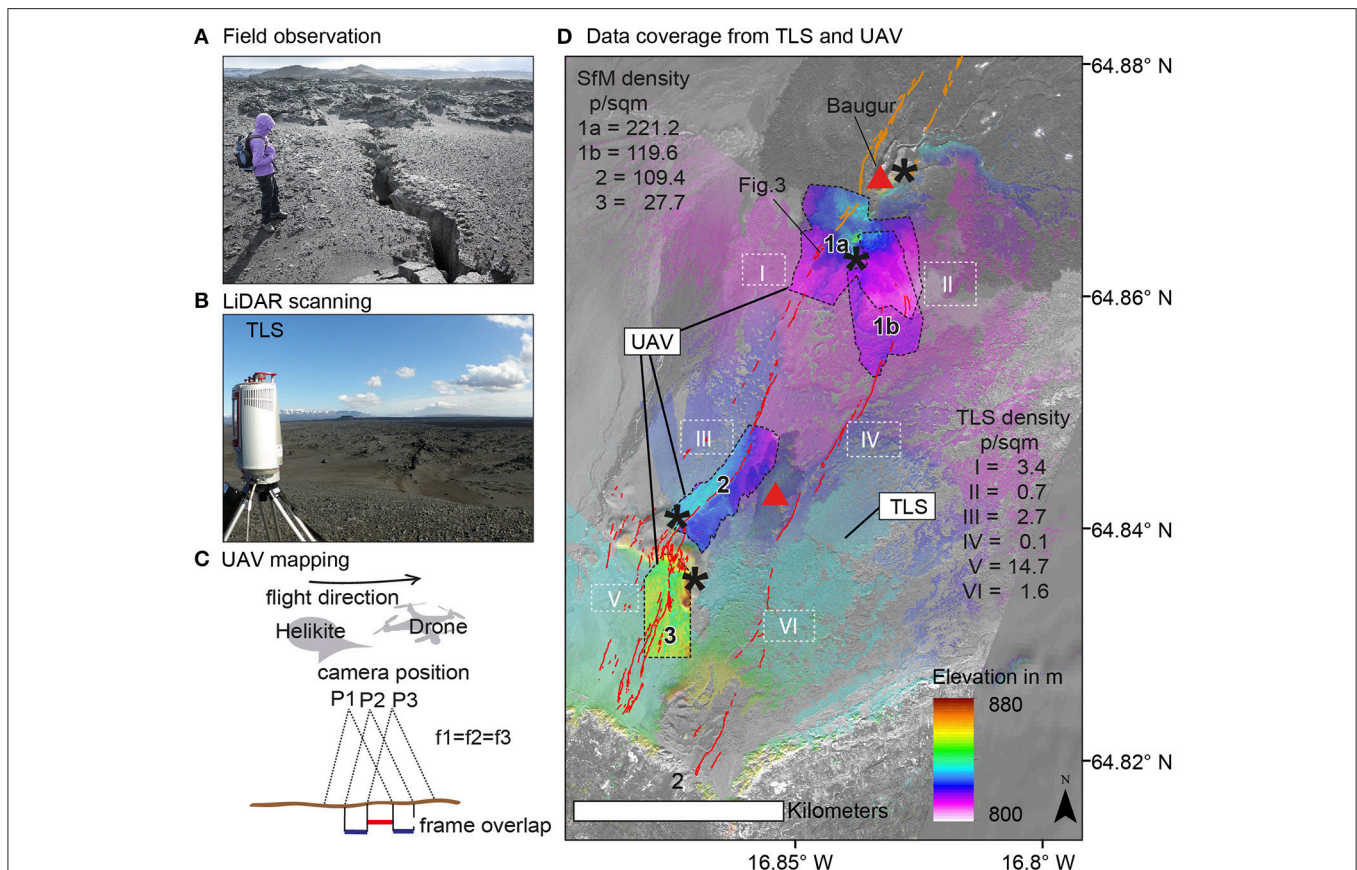 A Field observation
B LiDAR scanning
TLS
C UAV mapping
flight direction
Helikite
Drone
camera position
P1 P2 P3
f1=f2=f3
frame overlap
D Data coverage from TLS and UAV
SfM density
p/sqm
1a = 221.2
1b = 119.6
2 = 109.4
3 = 27.7
Baugur
Fig.3
1a
I
II
1b
UAV
III
IV
2
TLS
TLS density
p/sqm
I = 3.4
II = 0.7
III = 2.7
IV = 0.1
V = 14.7
VI = 1.6
V
VI
3
Elevation in m
880
800
N
2
Kilometers
64.88° N
64.86° N
64.84° N
64.82° N
16.85° W
16.8° W